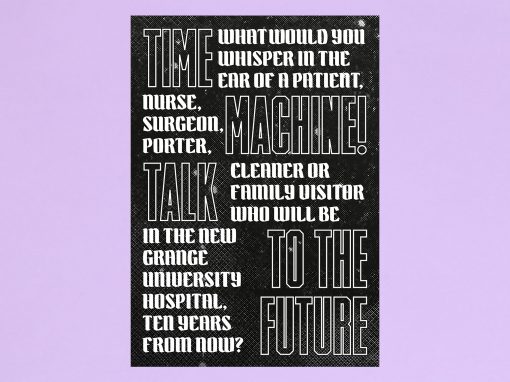 TIME
WHAT WOULD YOU
WHISPER IN THE
EAR OF A PATIENT,
NURSE,
SURGEON,
PORTER,
MACHINE!
TALK
CLEANER OR
FAMILY VISITOR
WHO WILL BE
IN THE NEW
GRANGE
UNIVERSITY
HOSPITAL,
TEN YEARS
FROM NOW?
TO THE
FUTURE